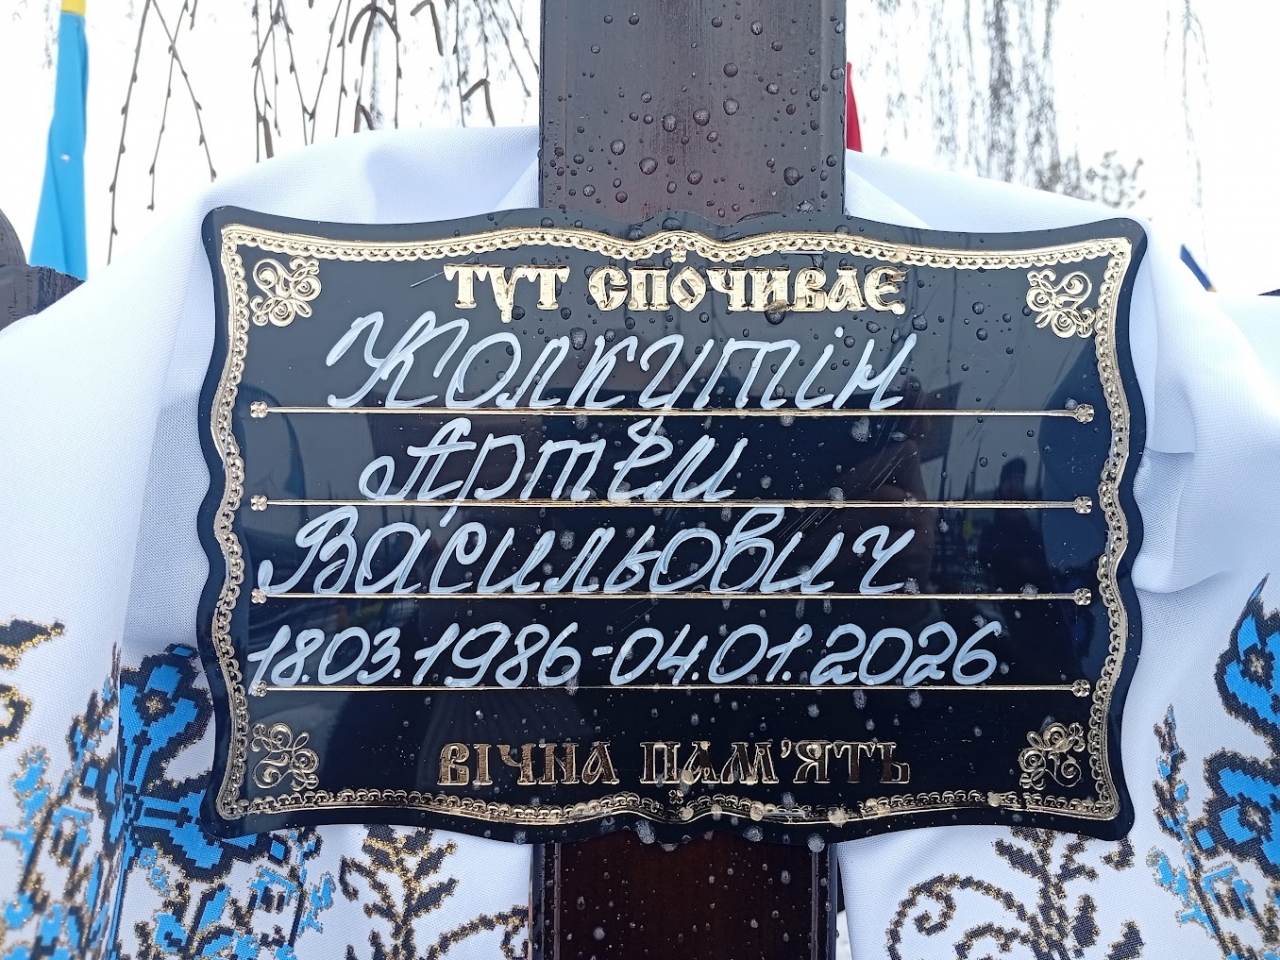 ТУТ СПОЧИВАЄ
Колкутін
Артем
Васильович
18.03.1986-04.01.2026
ВІЧНА ПАМ'ЯТЬ